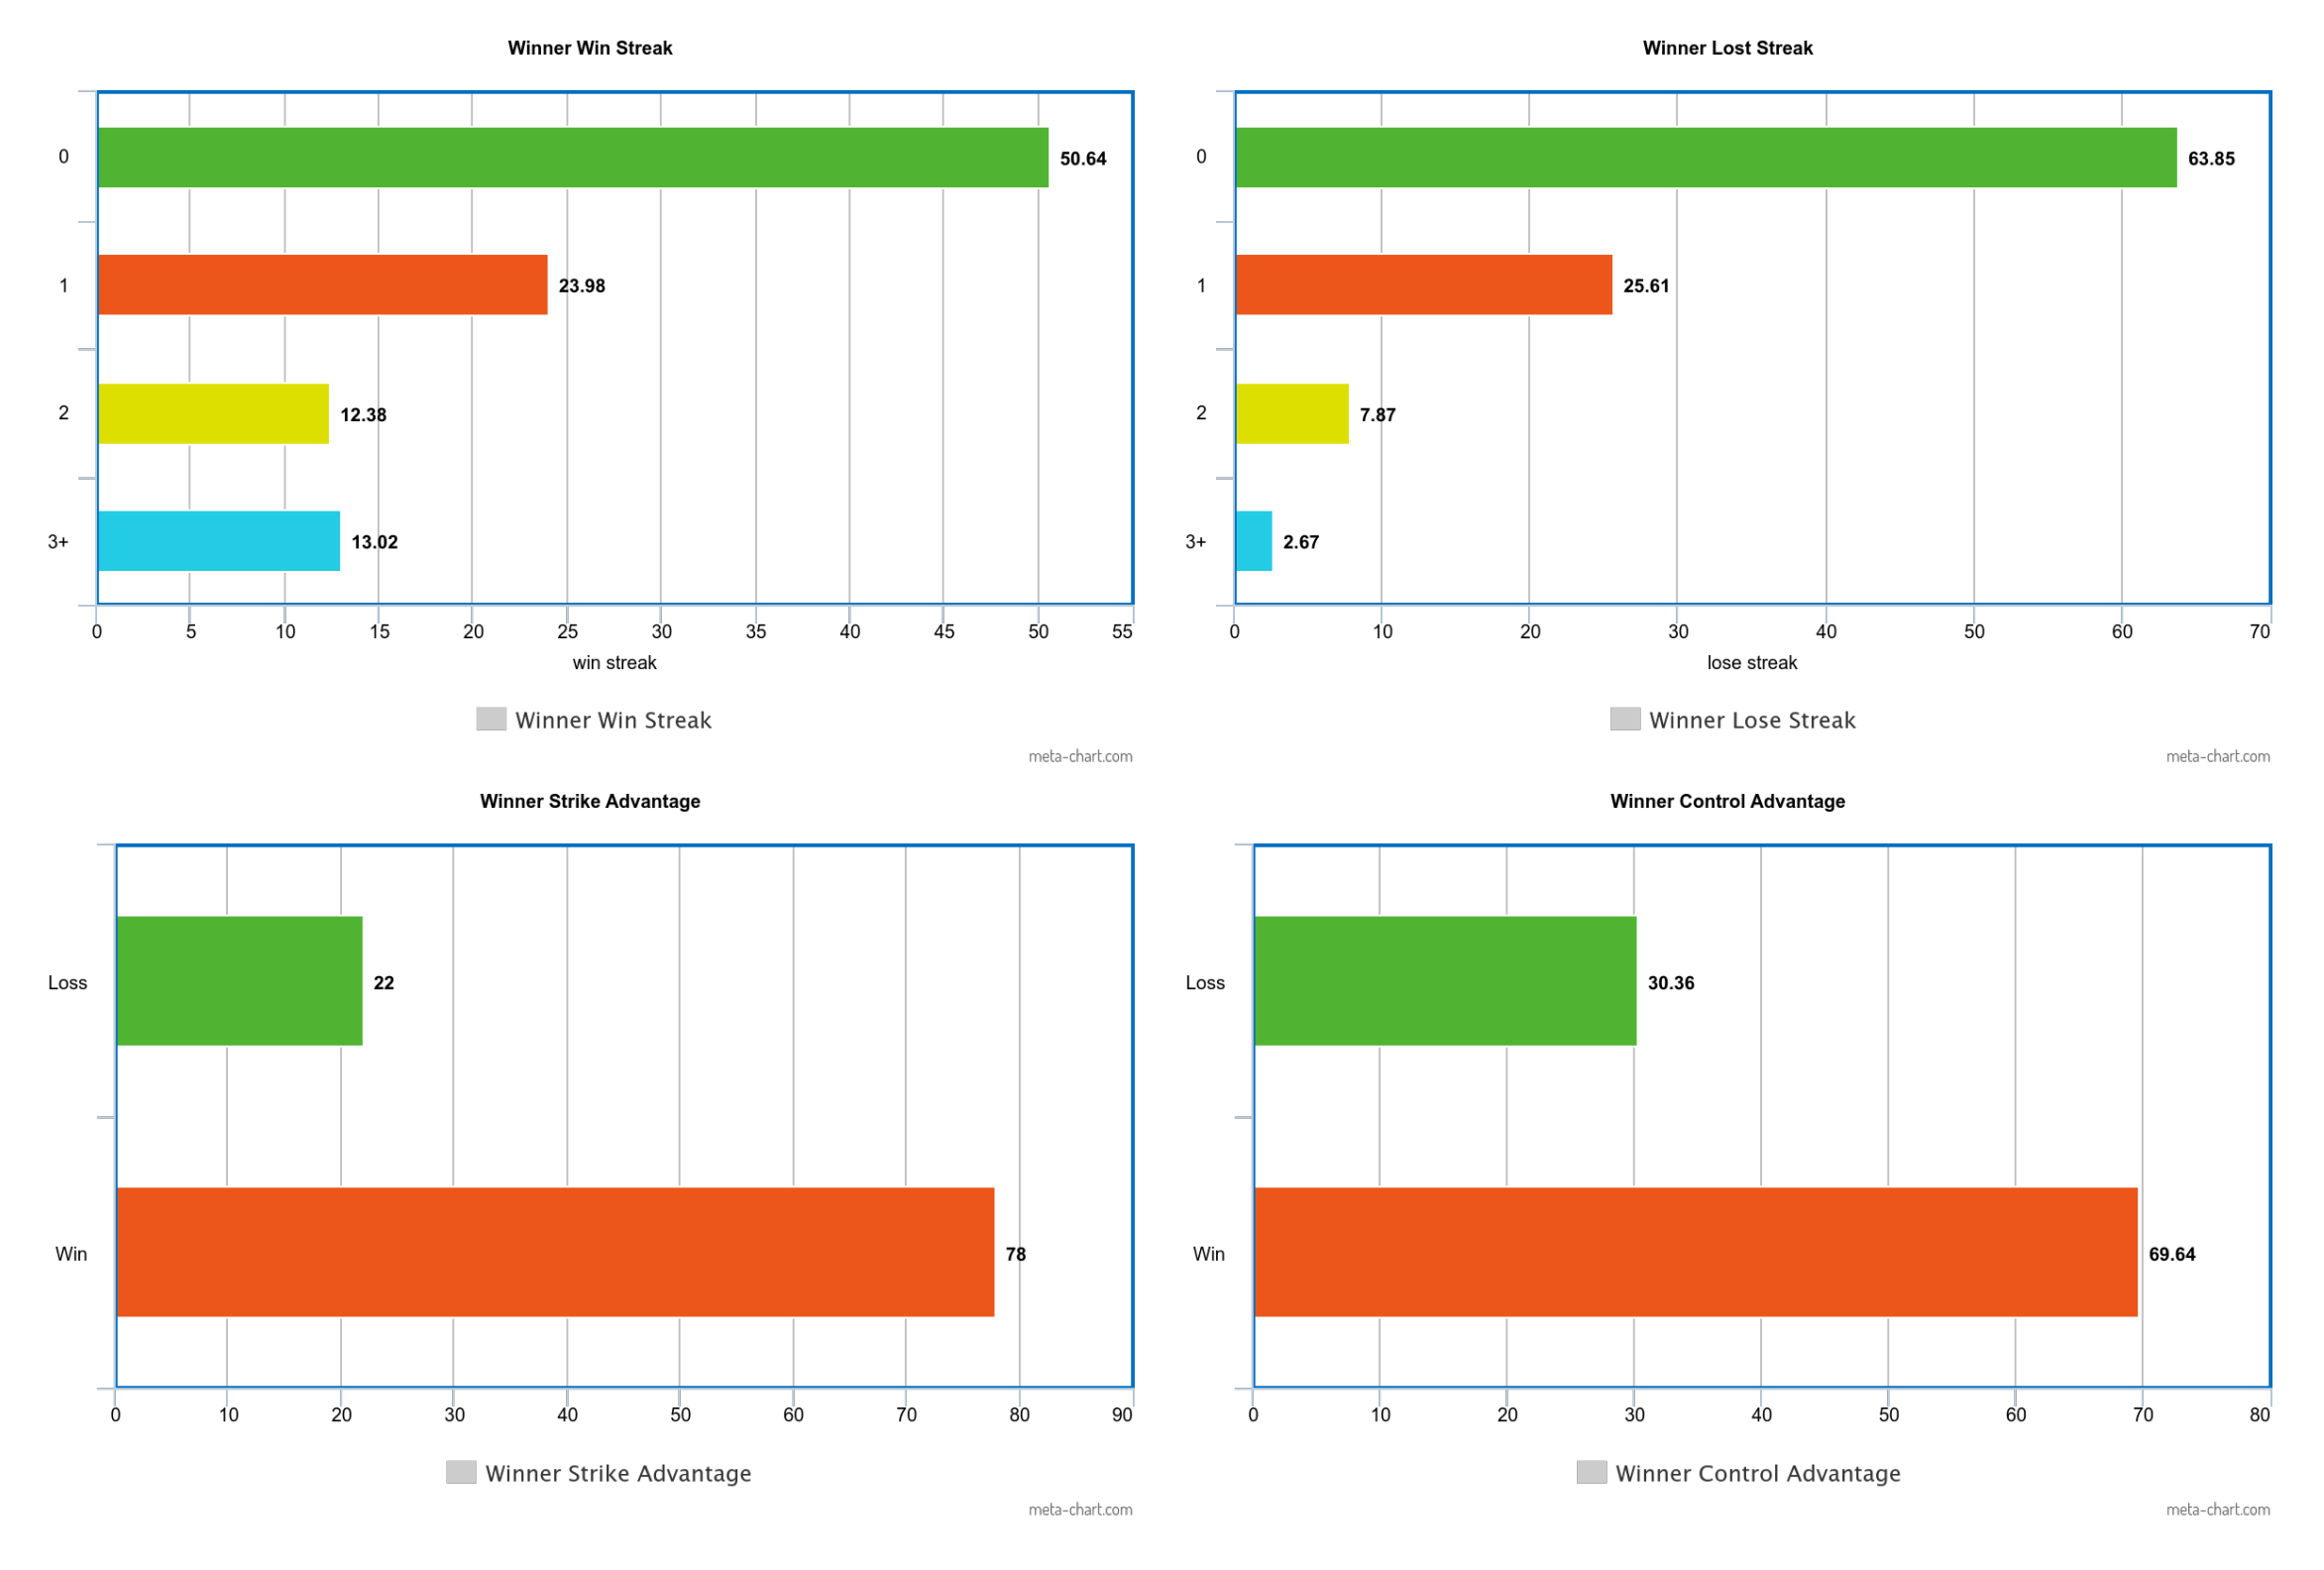 Winner Win Streak
0
50.64
1
23.98
2
12.38
3+
13.02
0 5 10 15 20 25 30 35 40 45 50 55
win streak
Winner Win Streak
meta-chart.com
Winner Lost Streak
0
63.85
1
25.61
2
7.87
3+
2.67
0 10 20 30 40 50 60 70
lose streak
Winner Lose Streak
meta-chart.com
Winner Strike Advantage
Loss
22
Win
78
0 10 20 30 40 50 60 70 80 90
Winner Strike Advantage
meta-chart.com
Winner Control Advantage
Loss
30.36
Win
69.64
0 10 20 30 40 50 60 70 80
Winner Control Advantage
meta-chart.com